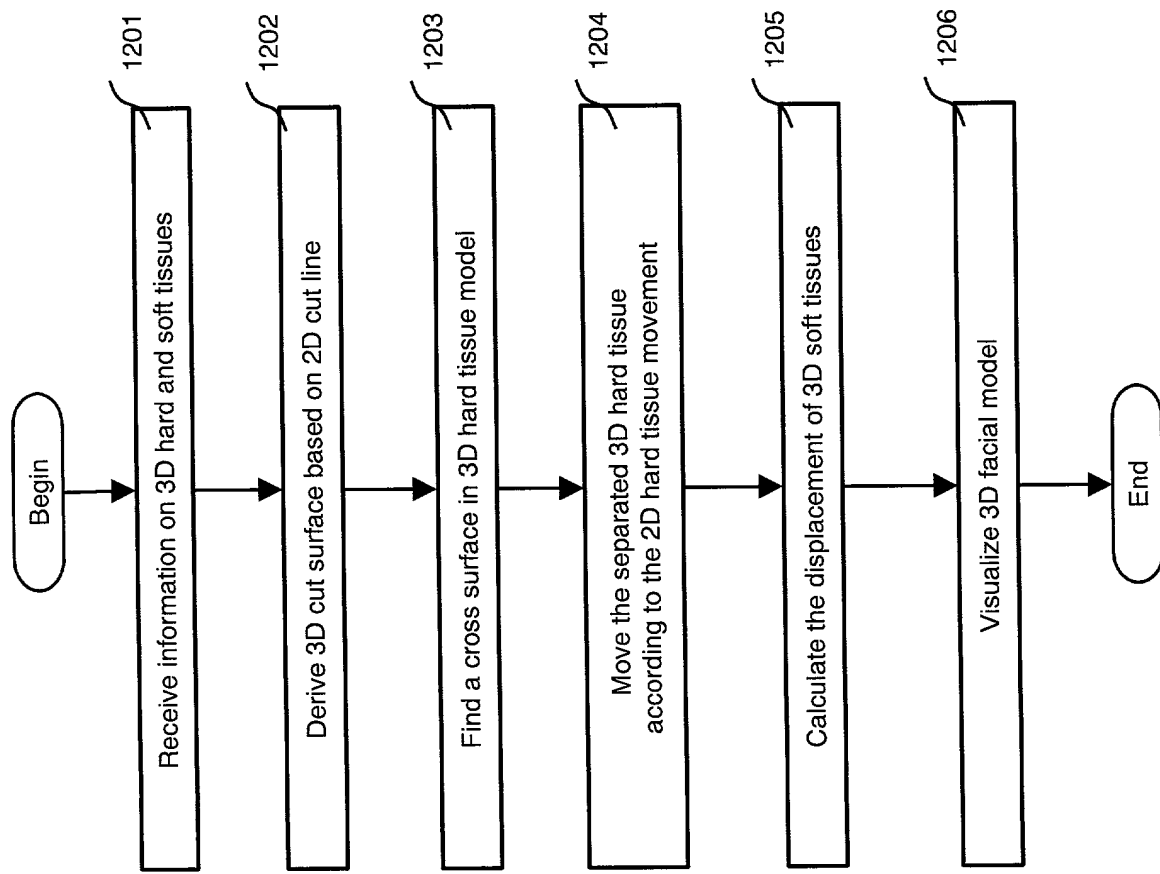 Begin
1201
Receive information on 3D hard and soft tissues
1202
Derive 3D cut surface based on 2D cut line
1203
Find a cross surface in 3D hard tissue model
1204
Move the separated 3D hard tissue
according to the 2D hard tissue movement
1205
Calculate the displacement of 3D soft tissues
1206
Visualize 3D facial model
End